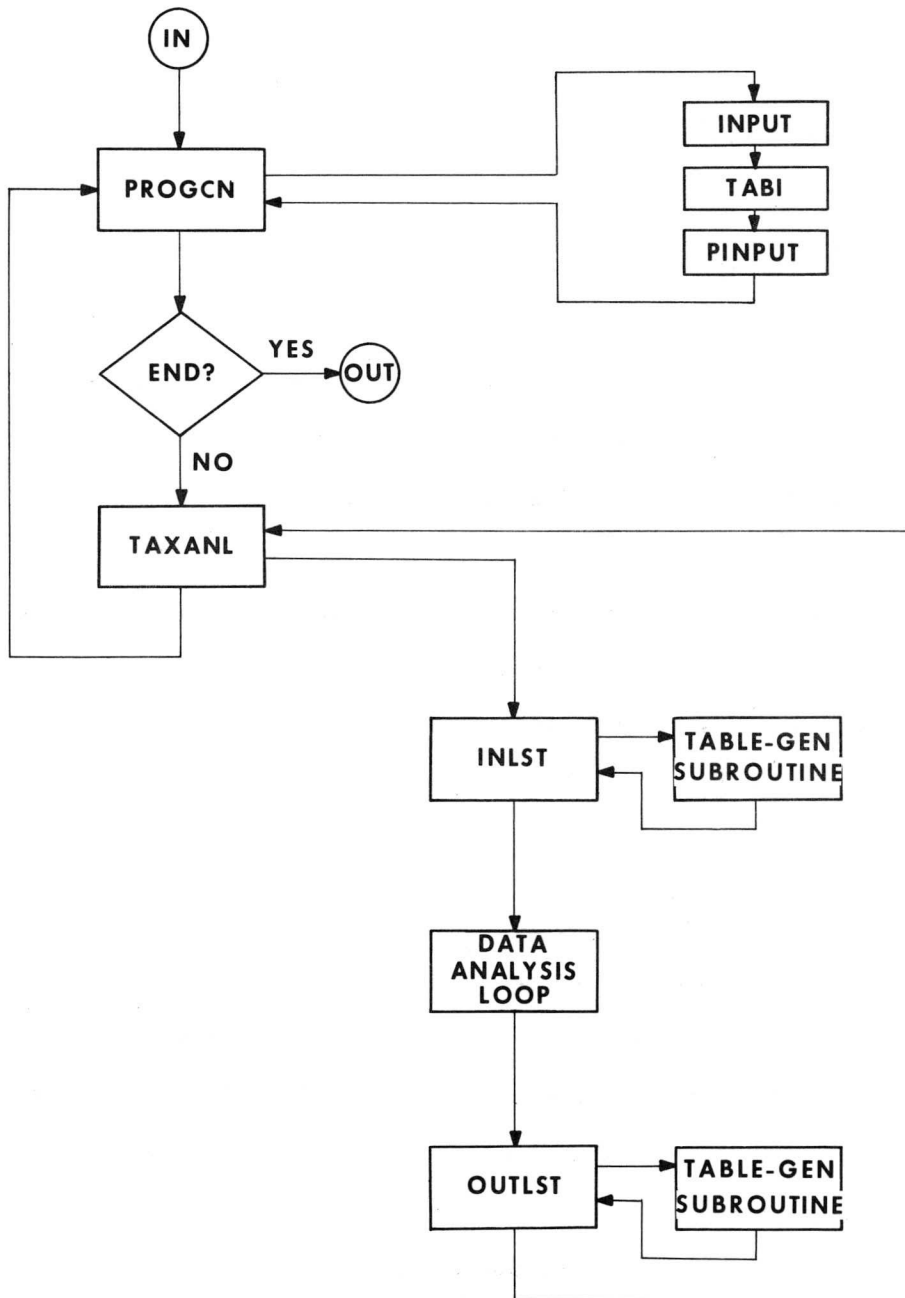 IN
PROGCN
INPUT
TABI
PINPUT
END?
YES
OUT
NO
TAXANL
INLST
TABLE-GEN
SUBROUTINE
DATA
ANALYSIS
LOOP
OUTLST
TABLE-GEN
SUBROUTINE